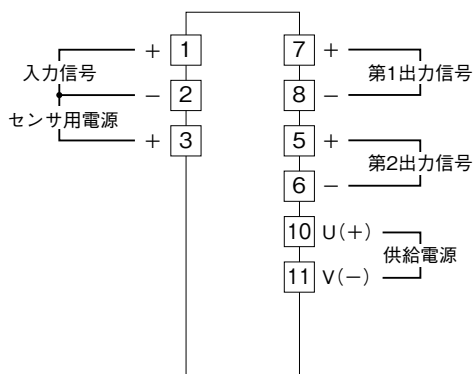 + 1
入力信号
− 2
センサ用電源
+ 3
7 +
第1出力信号
8 −
5 +
第2出力信号
6 −
10 U(+)
供給電源
11 V(−)